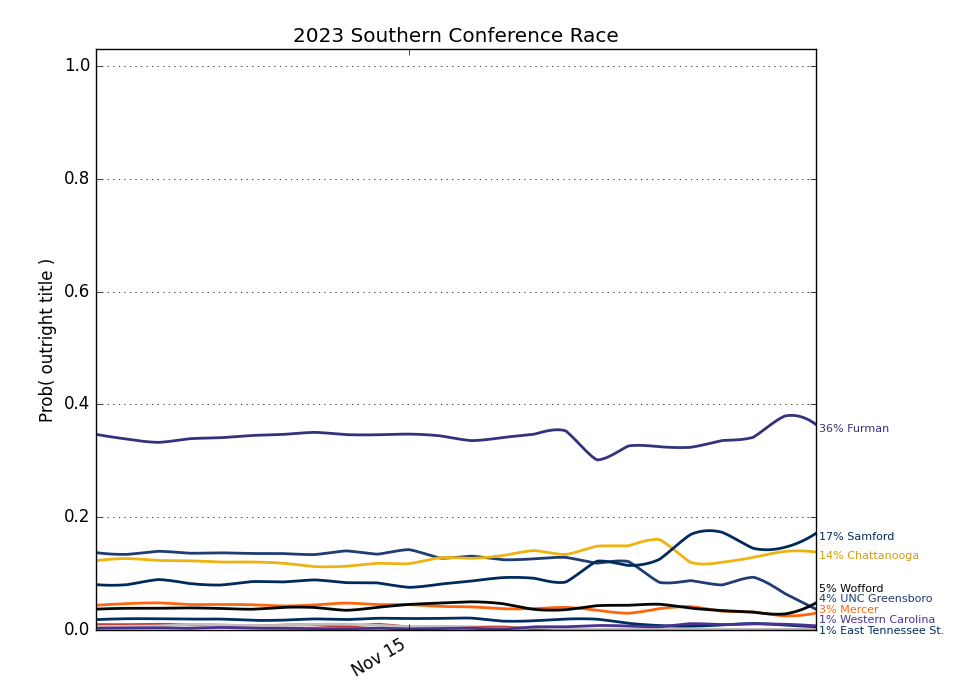 2023 Southern Conference Race
1.0
0.8
0.6
0.4
0.2
0.0
Prob( outright title )
Nov 15
36% Furman
17% Samford
14% Chattanooga
5% Wofford
4% UNC Greensboro
3% Mercer
1% Western Carolina
1% East Tennessee St.